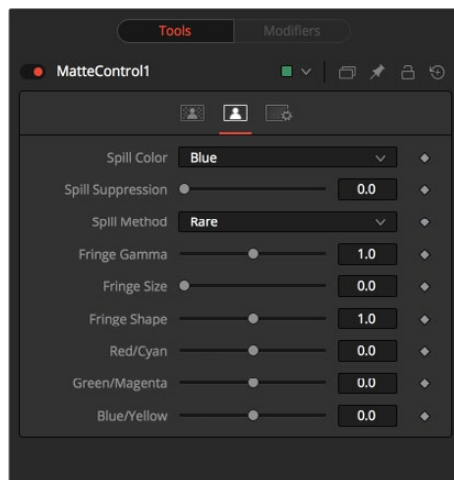 Tools Modifiers
MatteControl1
Spill Color Blue
Spill Suppression 0.0
Spill Method Rare
Fringe Gamma 1.0
Fringe Size 0.0
Fringe Shape 1.0
Red/Cyan 0.0
Green/Magenta 0.0
Blue/Yellow 0.0